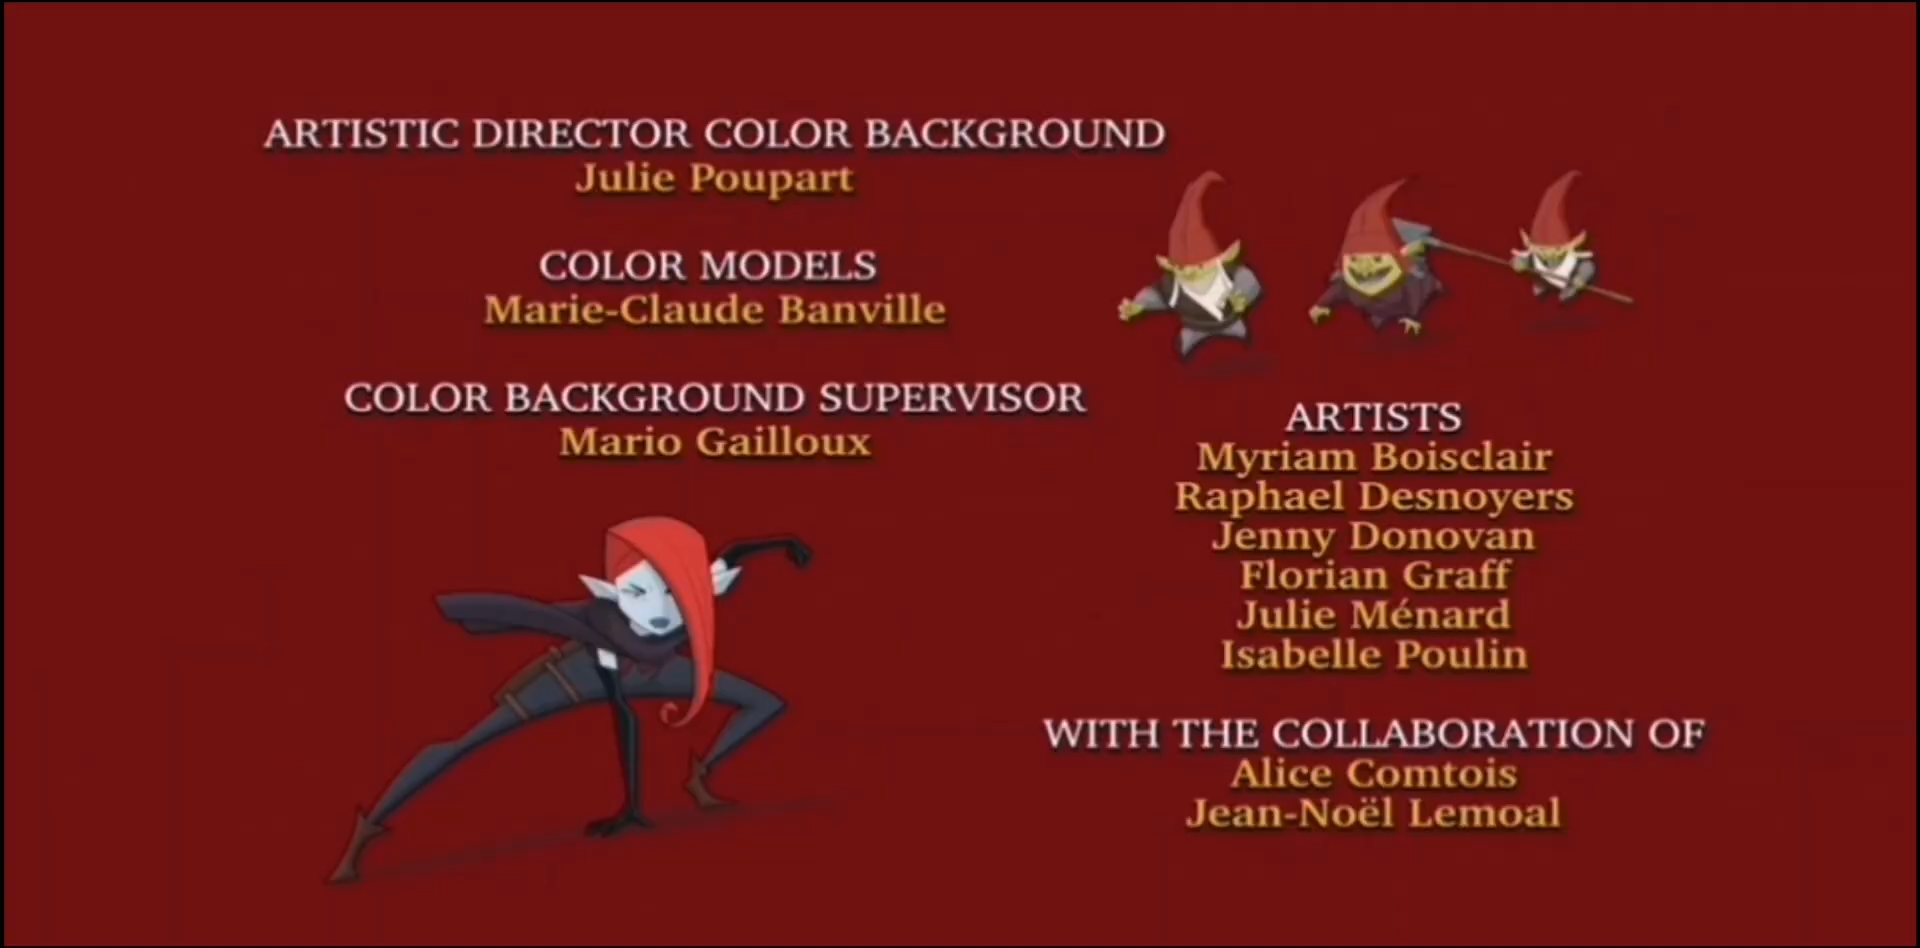 ARTISTIC DIRECTOR COLOR BACKGROUND
Julie Poupart
COLOR MODELS
Marie-Claude Banville
COLOR BACKGROUND SUPERVISOR
Mario Gailloux
ARTISTS
Myriam Boisclair
Raphael Desnoyers
Jenny Donovan
Florian Graff
Julie Ménard
Isabelle Poulin
WITH THE COLLABORATION OF
Alice Comtois
Jean-Noël Lemoal